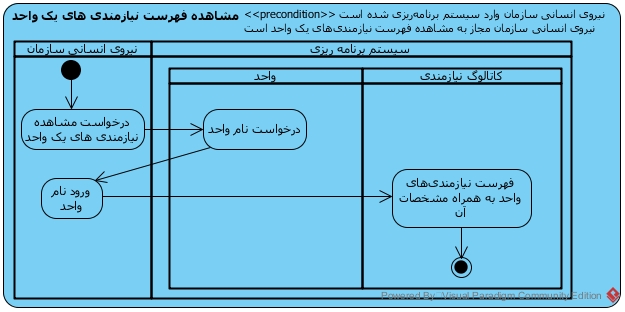 مشاهده فهرست نیازمندی های یک واحد
<<precondition>> نیروی انسانی سازمان وارد سیستم برنامه‌ریزی شده است
نیروی انسانی سازمان مجاز به مشاهده فهرست نیازمندی‌های یک واحد است
نیروی انسانی سازمان
سیستم برنامه ریزی
واحد
کاتالوگ نیازمندی
درخواست مشاهده
نیازمندی های یک واحد
درخواست نام واحد
ورود نام
واحد
فهرست نیازمندی‌های
واحد به همراه مشخصات
آن
Powered By Visual Paradigm Community Edition